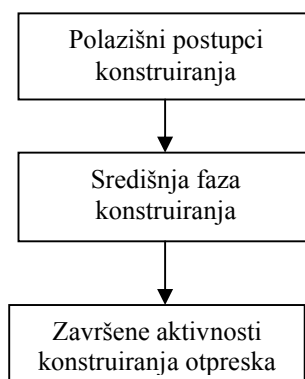 Polazišni postupci
konstruiranja
Središnja faza
konstruiranja
Završene aktivnosti
konstruiranja otpreska